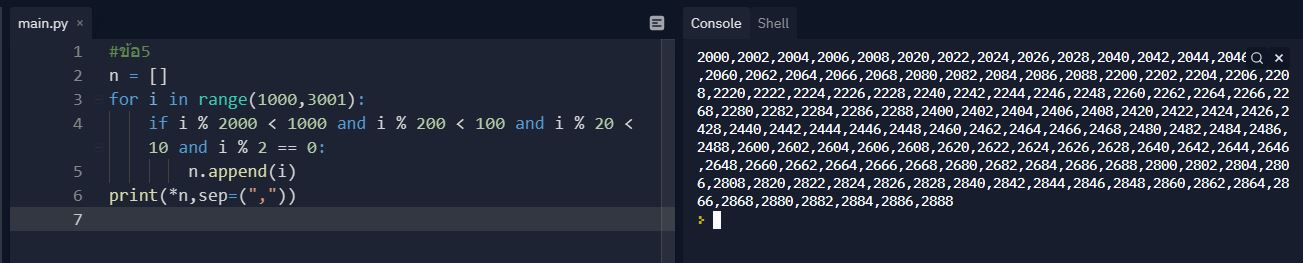 main.py ×
Console Shell
1 #ข้อ5
2 n = []
3 for i in range(1000,3001):
4 if i % 2000 < 1000 and i % 200 < 100 and i % 20 <
10 and i % 2 == 0:
5 n.append(i)
6 print(*n,sep=(","))
7
2000,2002,2004,2006,2008,2020,2022,2024,2026,2028,2040,2042,2044,2046
,2060,2062,2064,2066,2068,2080,2082,2084,2086,2088,2200,2202,2204,2206,220
8,2220,2222,2224,2226,2228,2240,2242,2244,2246,2248,2260,2262,2264,2266,22
68,2280,2282,2284,2286,2288,2400,2402,2404,2406,2408,2420,2422,2424,2426,2
428,2440,2442,2444,2446,2448,2460,2462,2464,2466,2468,2480,2482,2484,2486,
2488,2600,2602,2604,2606,2608,2620,2622,2624,2626,2628,2640,2642,2644,2646
,2648,2660,2662,2664,2666,2668,2680,2682,2684,2686,2688,2800,2802,2804,280
6,2808,2820,2822,2824,2826,2828,2840,2842,2844,2846,2848,2860,2862,2864,28
66,2868,2880,2882,2884,2886,2888